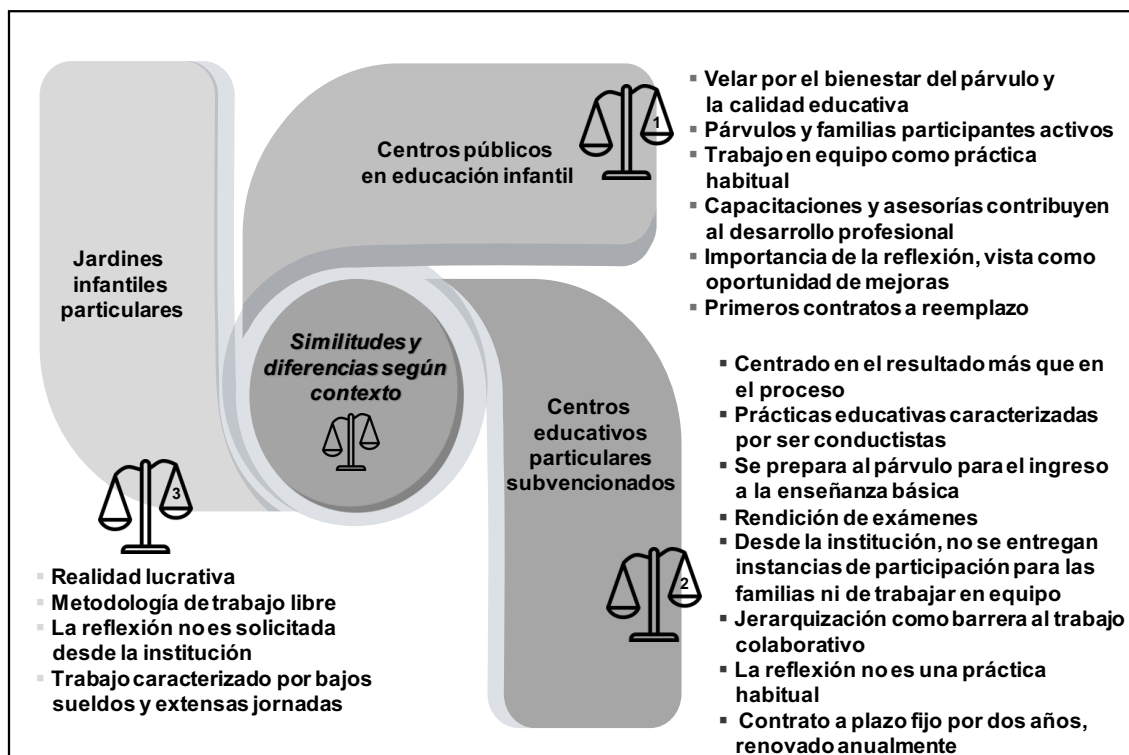 Centros públicos
en educación infantil
1
▪ Velar por el bienestar del párvulo y
la calidad educativa
▪ Párvulos y familias participantes activos
▪ Trabajo en equipo como práctica
habitual
▪ Capacitaciones y asesorías contribuyen
al desarrollo profesional
▪ Importancia de la reflexión, vista como
oportunidad de mejoras
▪ Primeros contratos a reemplazo
Jardines
infantiles
particulares
Similitudes y
diferencias según
contexto
Centros
educativos
particulares
subvencionados
2
▪ Centrado en el resultado más que en
el proceso
▪ Prácticas educativas caracterizadas
por ser conductistas
▪ Se prepara al párvulo para el ingreso
a la enseñanza básica
▪ Rendición de exámenes
▪ Desde la institución, no se entregan
instancias de participación para las
familias ni de trabajar en equipo
▪ Jerarquización como barrera al trabajo
colaborativo
▪ La reflexión no es una práctica
habitual
▪ Contrato a plazo fijo por dos años,
renovado anualmente
3
▪ Realidad lucrativa
▪ Metodología de trabajo libre
▪ La reflexión no es solicitada
desde la institución
▪ Trabajo caracterizado por bajos
sueldos y extensas jornadas